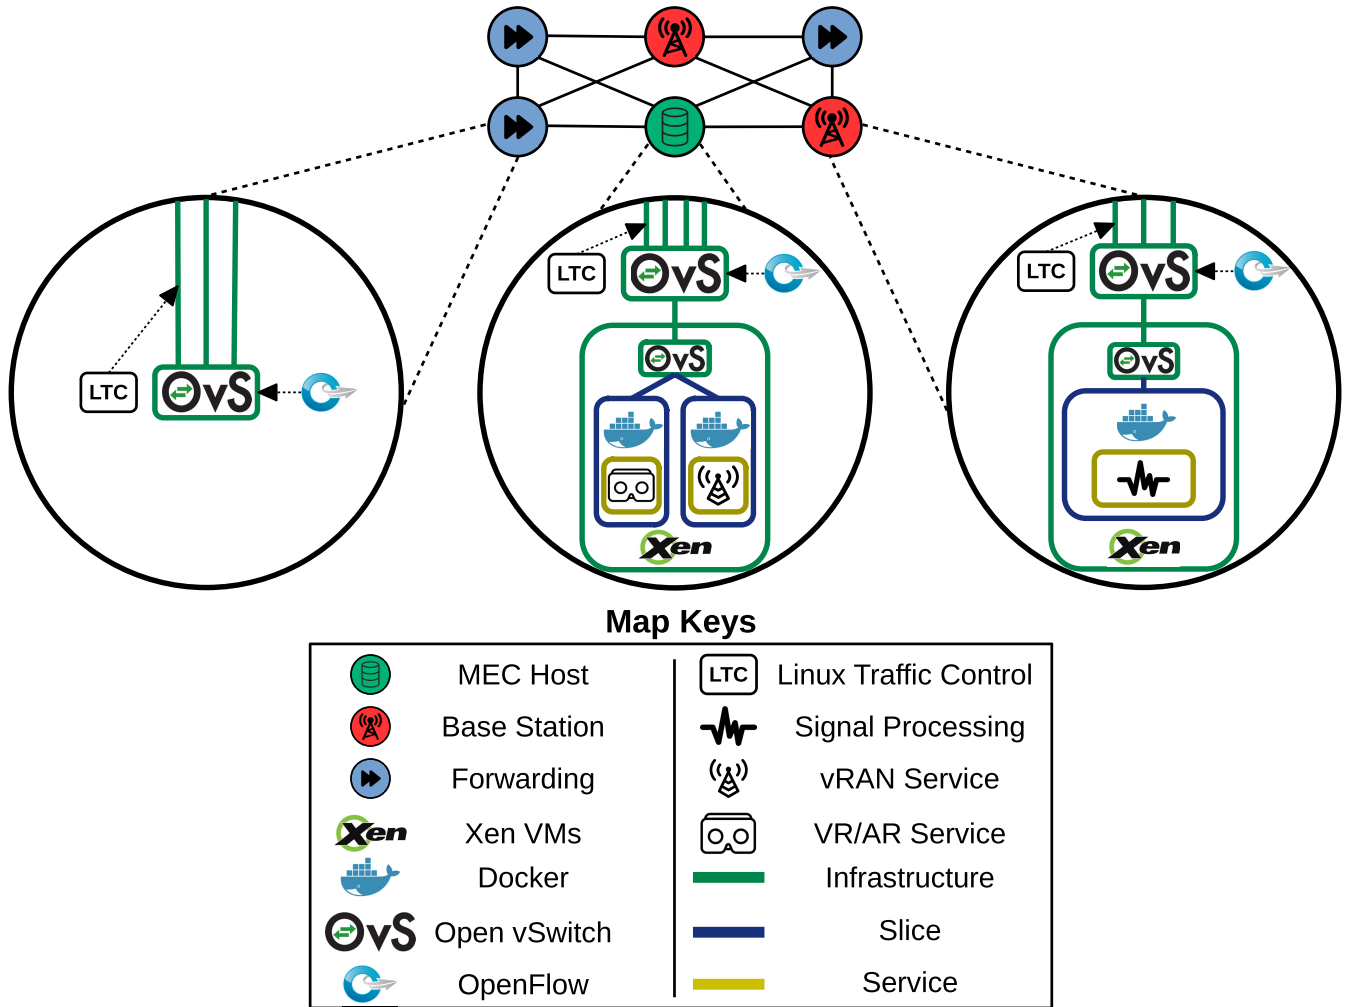 LTC
OvS
LTC
OvS
OvS
Xen
LTC
OvS
OvS
Xen
Map Keys
MEC Host
LTC Linux Traffic Control
Base Station
Signal Processing
Forwarding
vRAN Service
Xen Xen VMs
VR/AR Service
Docker
Infrastructure
OvS Open vSwitch
Slice
OpenFlow
Service